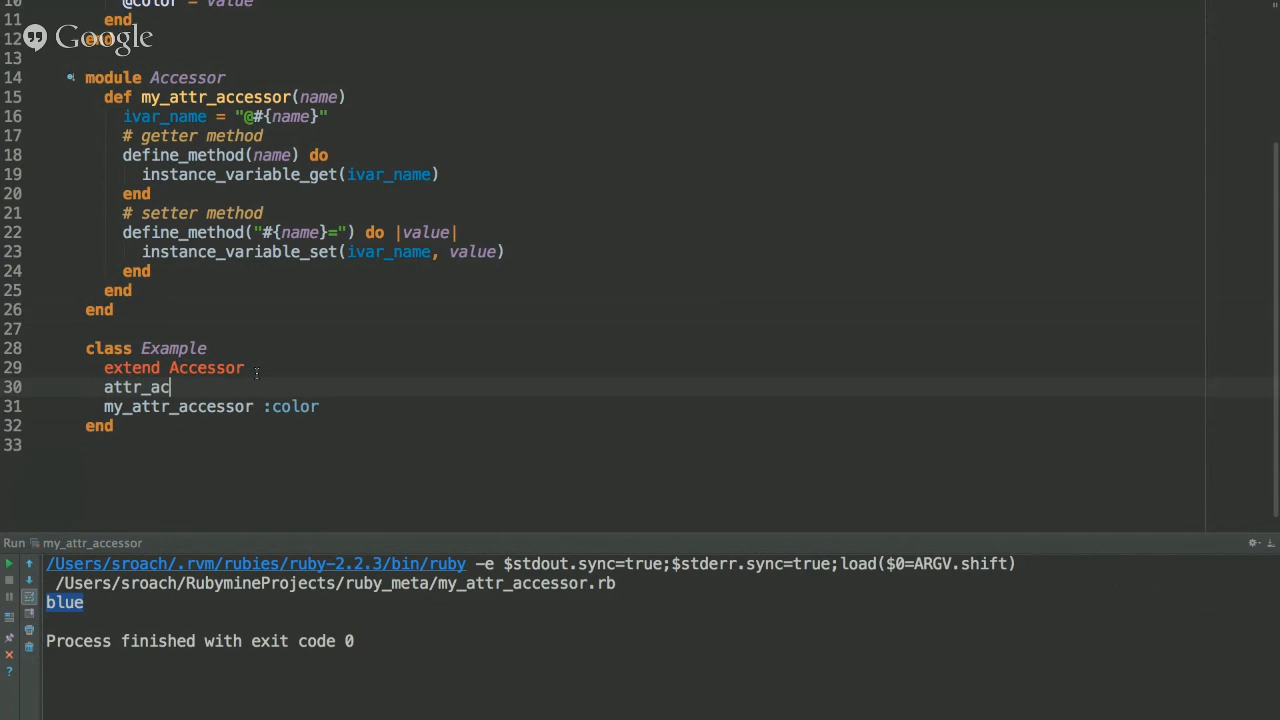 10 @color = value
11 end
12 end
Google
13
14 module Accessor
15 def my_attr_accessor(name)
16 ivar_name = "@#{name}"
17 # getter method
18 define_method(name) do
19 instance_variable_get(ivar_name)
20 end
21 # setter method
22 define_method("#{name}=") do |value|
23 instance_variable_set(ivar_name, value)
24 end
25 end
26 end
27
28 class Example
29 extend Accessor
30 attr_ac
31 my_attr_accessor :color
32 end
33
Run my_attr_accessor
/Users/sroach/.rvm/rubies/ruby-2.2.3/bin/ruby -e $stdout.sync=true;$stderr.sync=true;load($0=ARGV.shift)
/Users/sroach/RubymineProjects/ruby_meta/my_attr_accessor.rb
blue
Process finished with exit code 0